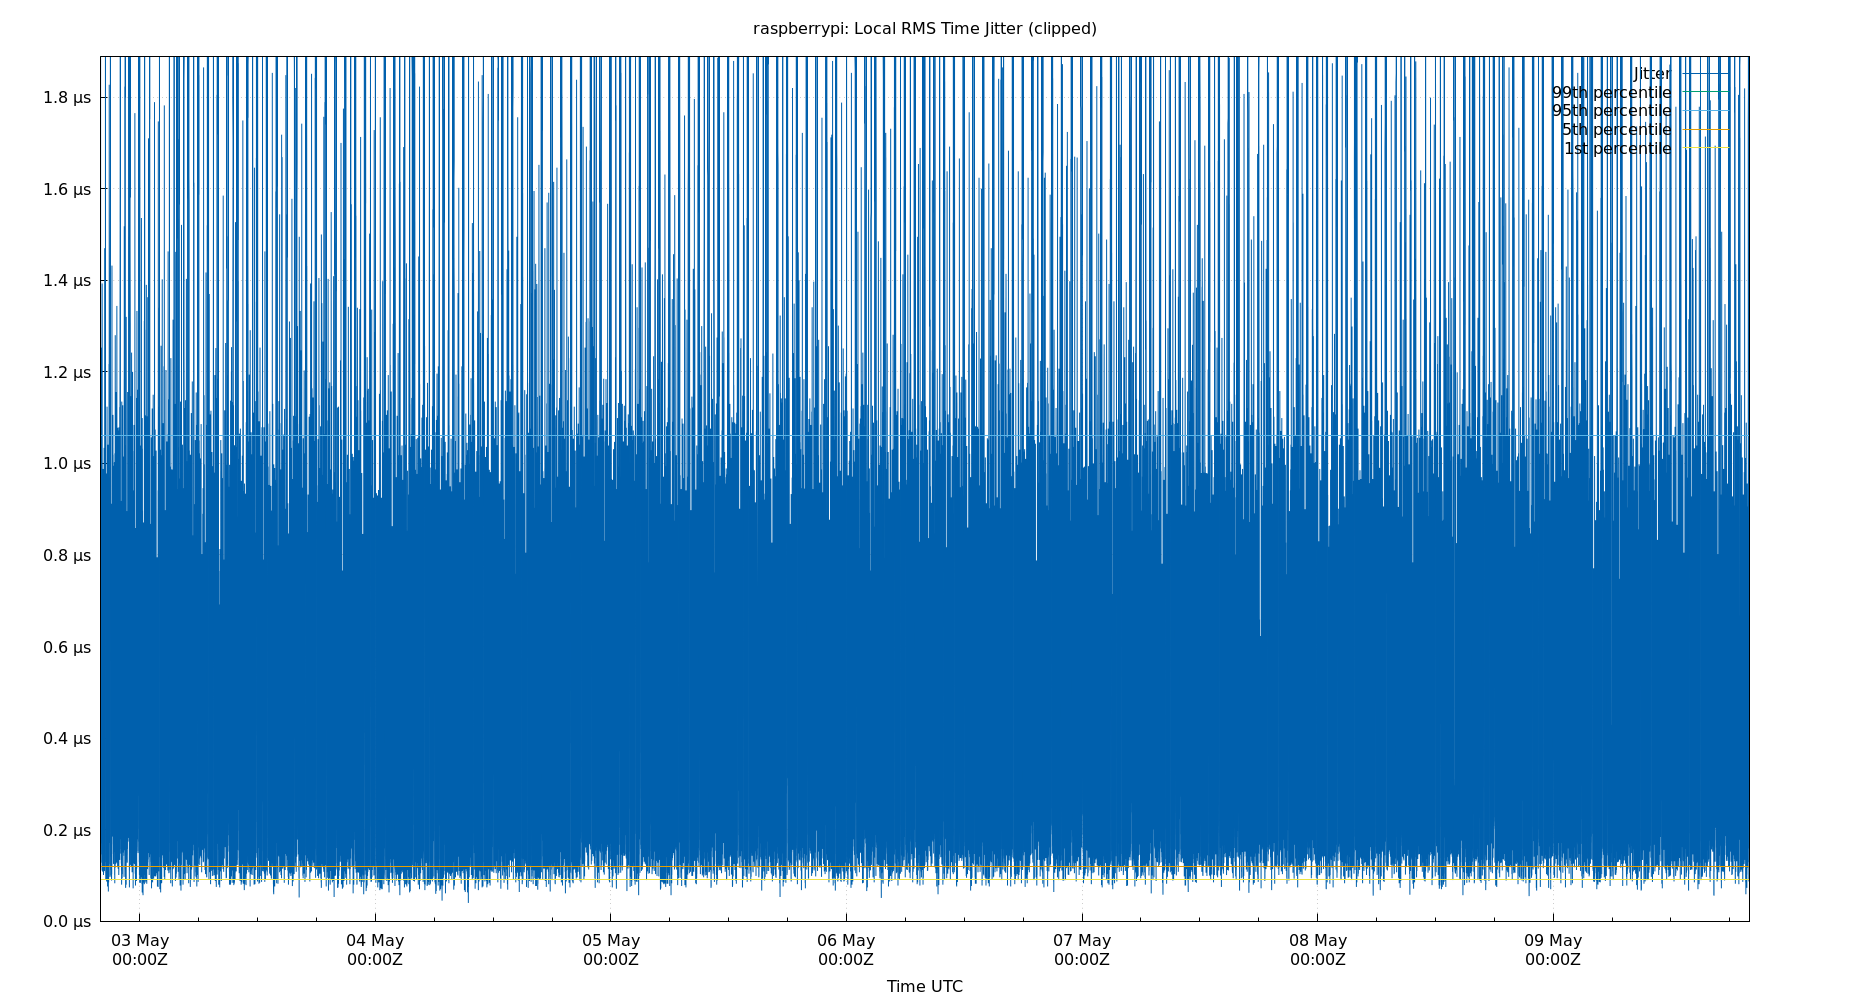 raspberrypi: Local RMS Time Jitter (clipped)
Jitter
99th percentile
95th percentile
5th percentile
1st percentile
1.8 µs
1.6 µs
1.4 µs
1.2 µs
1.0 µs
0.8 µs
0.6 µs
0.4 µs
0.2 µs
0.0 µs
03 May 04 May 05 May 06 May 07 May 08 May 09 May
00:00Z 00:00Z 00:00Z 00:00Z 00:00Z 00:00Z 00:00Z
Time UTC